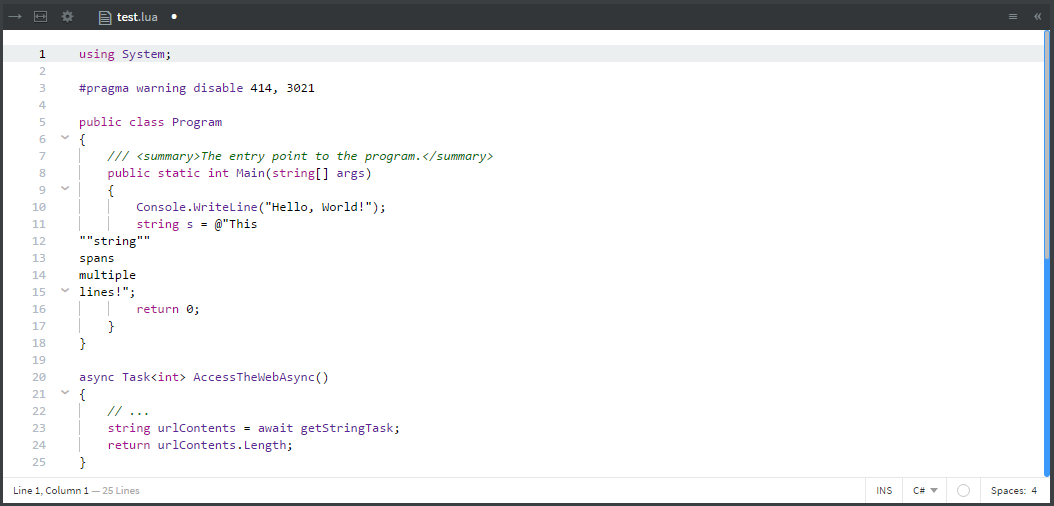 test.lua
1 using System;
2
3 #pragma warning disable 414, 3021
4
5 public class Program
6 {
7     /// <summary>The entry point to the program.</summary>
8     public static int Main(string[] args)
9     {
10         Console.WriteLine("Hello, World!");
11         string s = @"This
12 ""string""
13 spans
14 multiple
15 lines!";
16         return 0;
17     }
18 }
19
20 async Task<int> AccessTheWebAsync()
21 {
22     // ...
23     string urlContents = await getStringTask;
24     return urlContents.Length;
25 }
Line 1, Column 1 — 25 Lines INS C# Spaces: 4